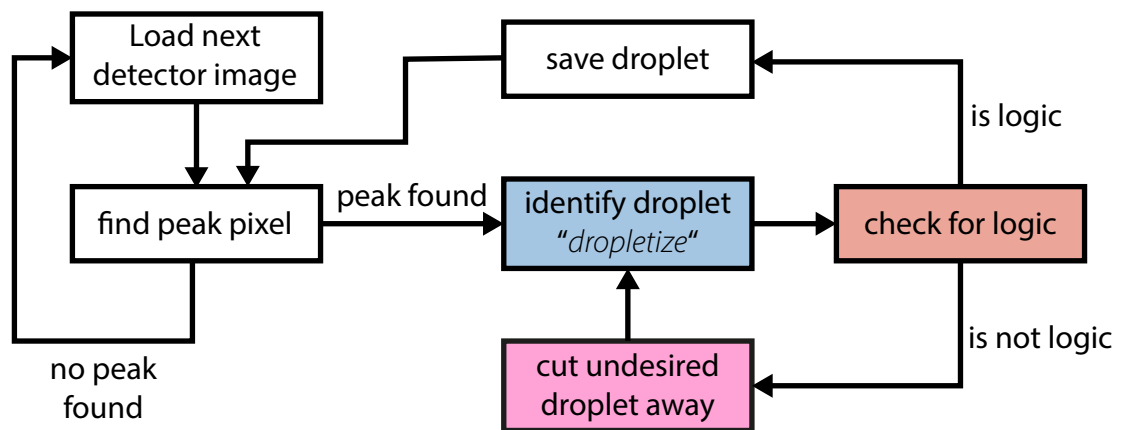 Load next
detector image
save droplet
is logic
find peak pixel
peak found
identify droplet
“dropletize“
check for logic
is not logic
no peak
found
cut undesired
droplet away